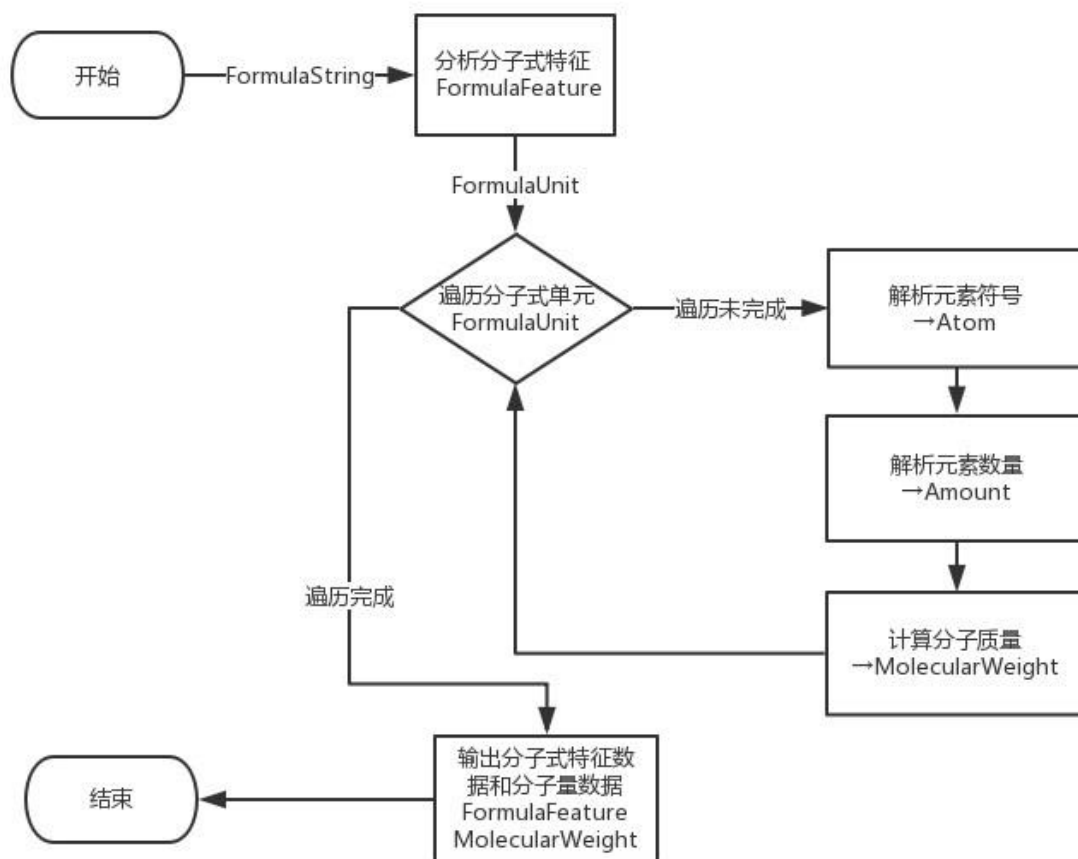 开始
FormulaString
分析分子式特征
FormulaFeature
FormulaUnit
遍历分子式单元
FormulaUnit
遍历未完成
解析元素符号
→Atom
解析元素数量
→Amount
计算分子质量
→MolecularWeight
遍历完成
输出分子式特征数
据和分子量数据
FormulaFeature
MolecularWeight
结束